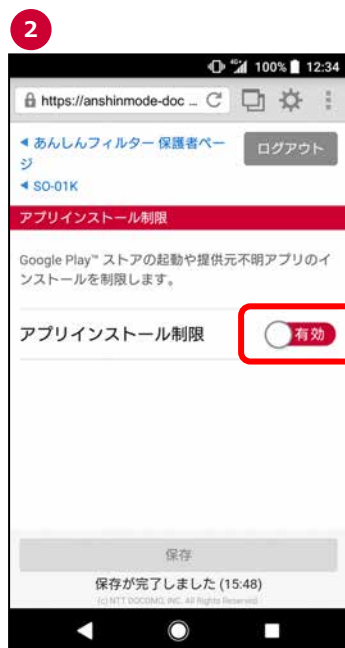 2
4G 100% 12:34
https://anshinmode-doc ...
あんしんフィルター 保護者ペー
ジ
ログアウト
SO-01K
アプリインストール制限
Google Play™ ストアの起動や提供元不明アプリのイ
ンストールを制限します。
アプリインストール制限
有効
保存
保存が完了しました (15:48)
(c) NTT DOCOMO, INC. All Rights Reserved.